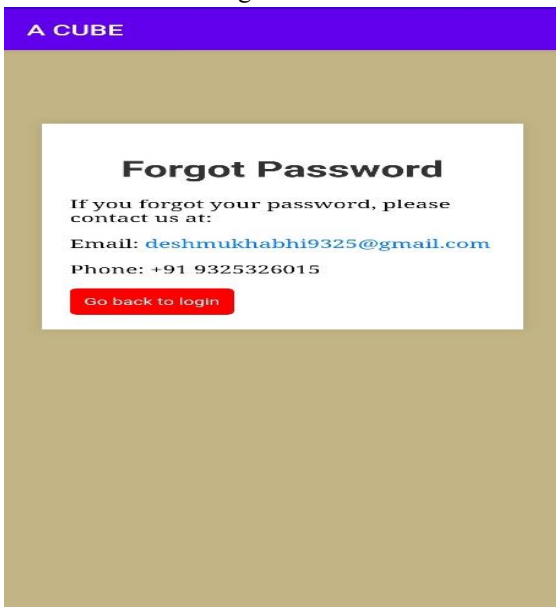 A CUBE
Forgot Password
If you forgot your password, please
contact us at:
Email: deshmukhabhi9325@gmail.com
Phone: +91 9325326015
Go back to login